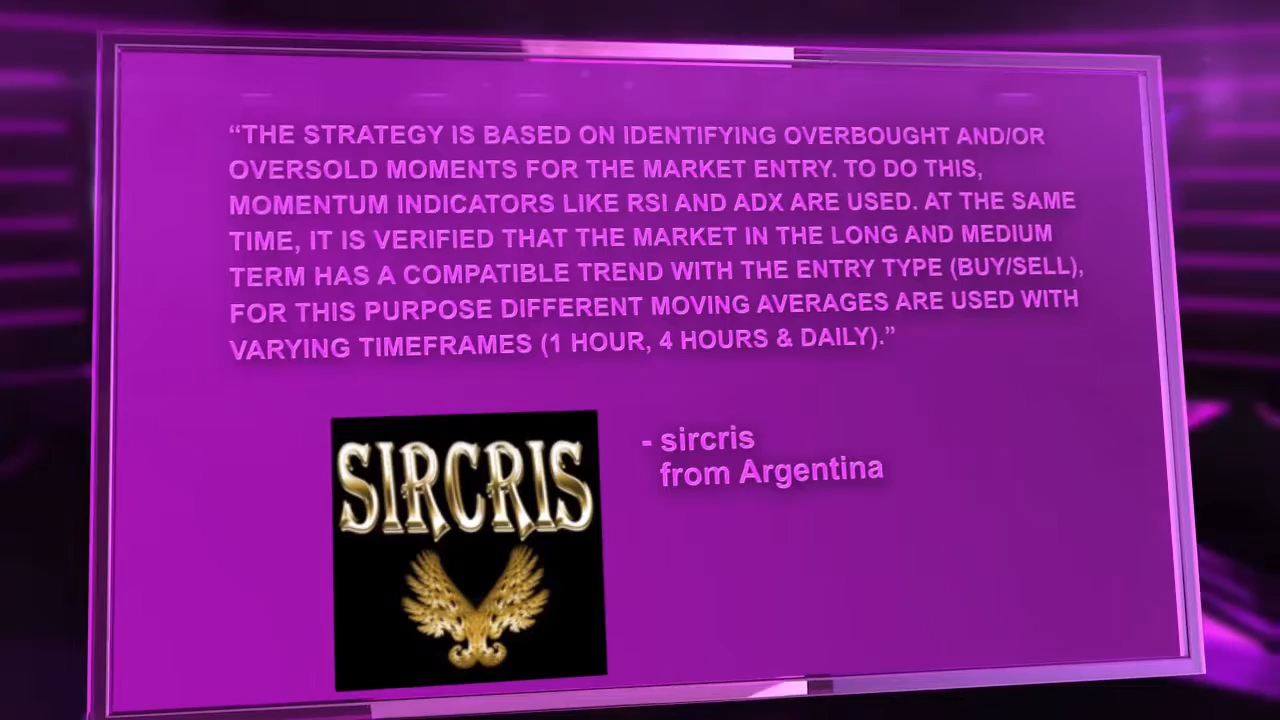 “THE STRATEGY IS BASED ON IDENTIFYING OVERBOUGHT AND/OR
OVERSOLD MOMENTS FOR THE MARKET ENTRY. TO DO THIS,
MOMENTUM INDICATORS LIKE RSI AND ADX ARE USED. AT THE SAME
TIME, IT IS VERIFIED THAT THE MARKET IN THE LONG AND MEDIUM
TERM HAS A COMPATIBLE TREND WITH THE ENTRY TYPE (BUY/SELL),
FOR THIS PURPOSE DIFFERENT MOVING AVERAGES ARE USED WITH
VARYING TIMEFRAMES (1 HOUR, 4 HOURS & DAILY).”
SIRCRIS
- sircris
from Argentina